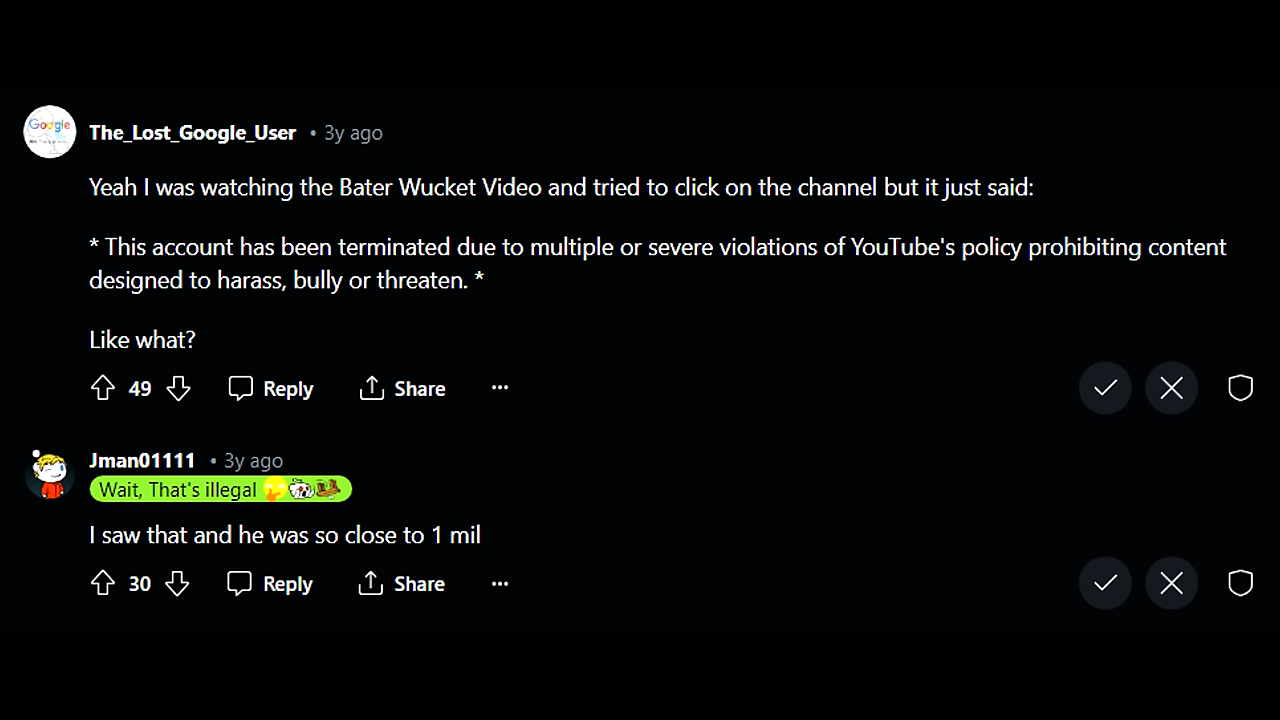 Google
The_Lost_Google_User • 3y ago
Yeah I was watching the Bater Wucket Video and tried to click on the channel but it just said:
* This account has been terminated due to multiple or severe violations of YouTube's policy prohibiting content
designed to harass, bully or threaten. *
Like what?
49 Reply Share ···
Jman01111 • 3y ago
Wait, That's illegal
I saw that and he was so close to 1 mil
30 Reply Share ···